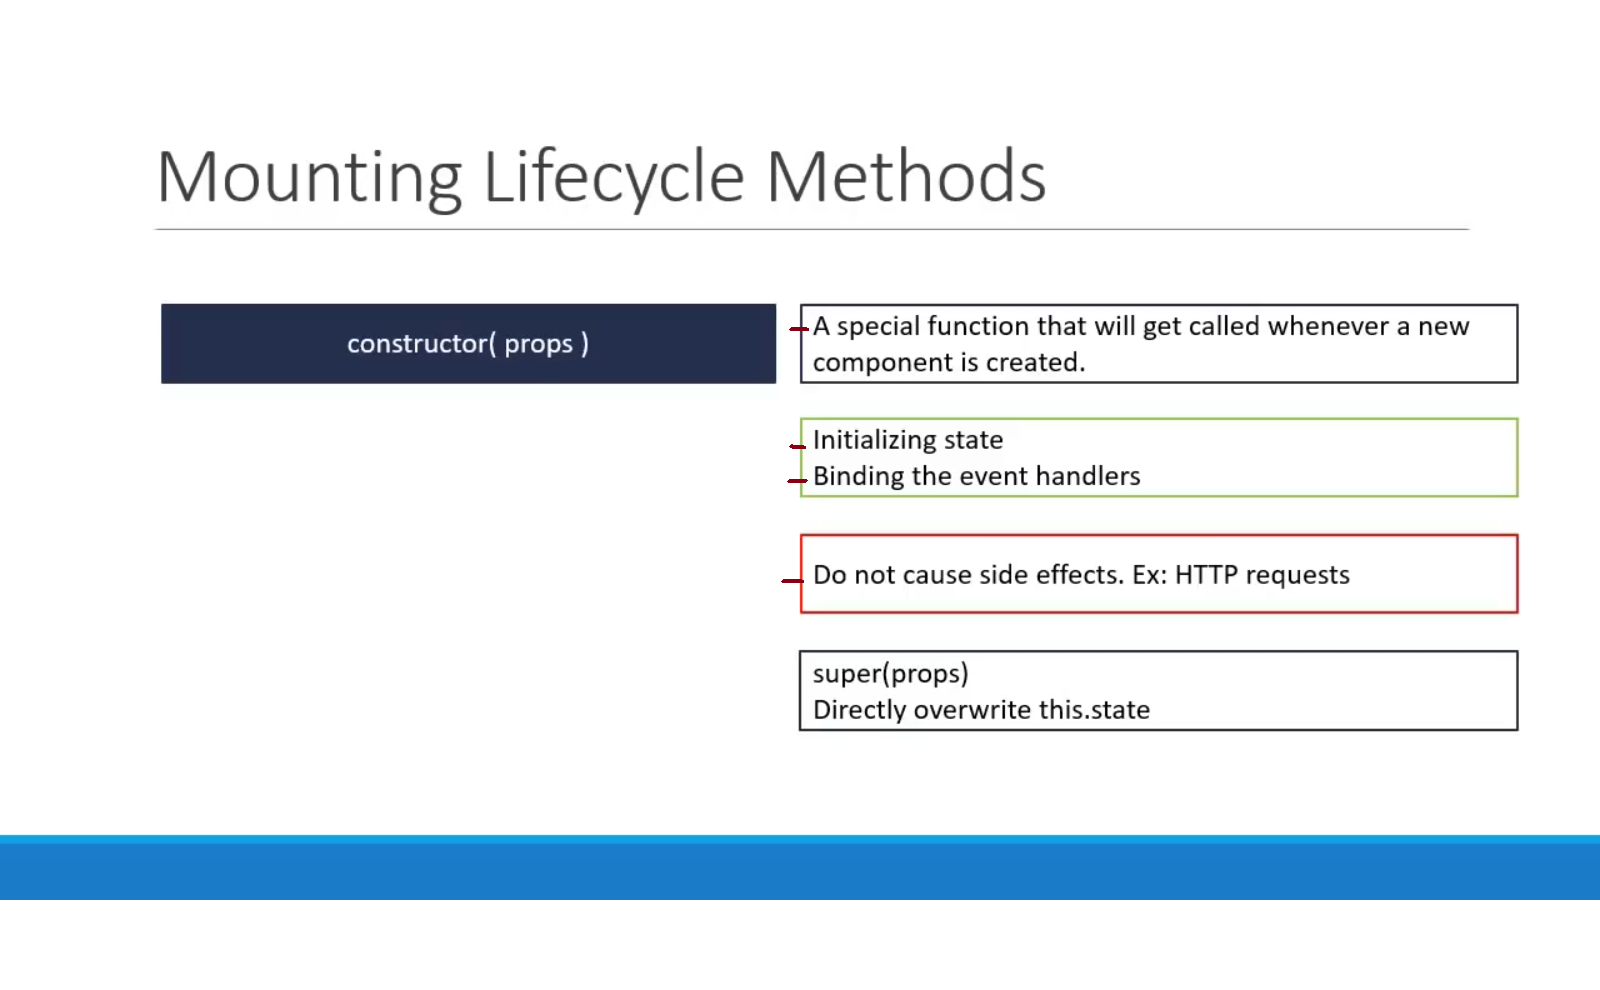 Mounting Lifecycle Methods
constructor( props )
A special function that will get called whenever a new
component is created.
Initializing state
Binding the event handlers
Do not cause side effects. Ex: HTTP requests
super(props)
Directly overwrite this.state